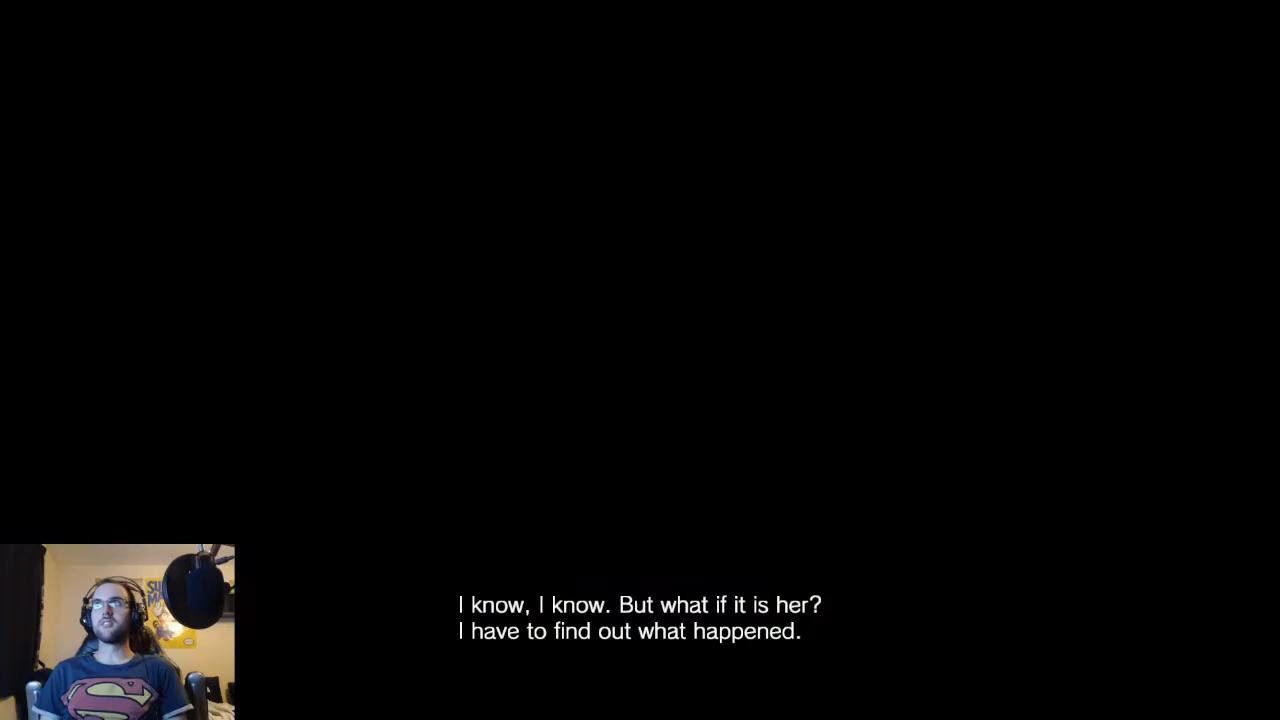 I know, I know. But what if it is her?
I have to find out what happened.